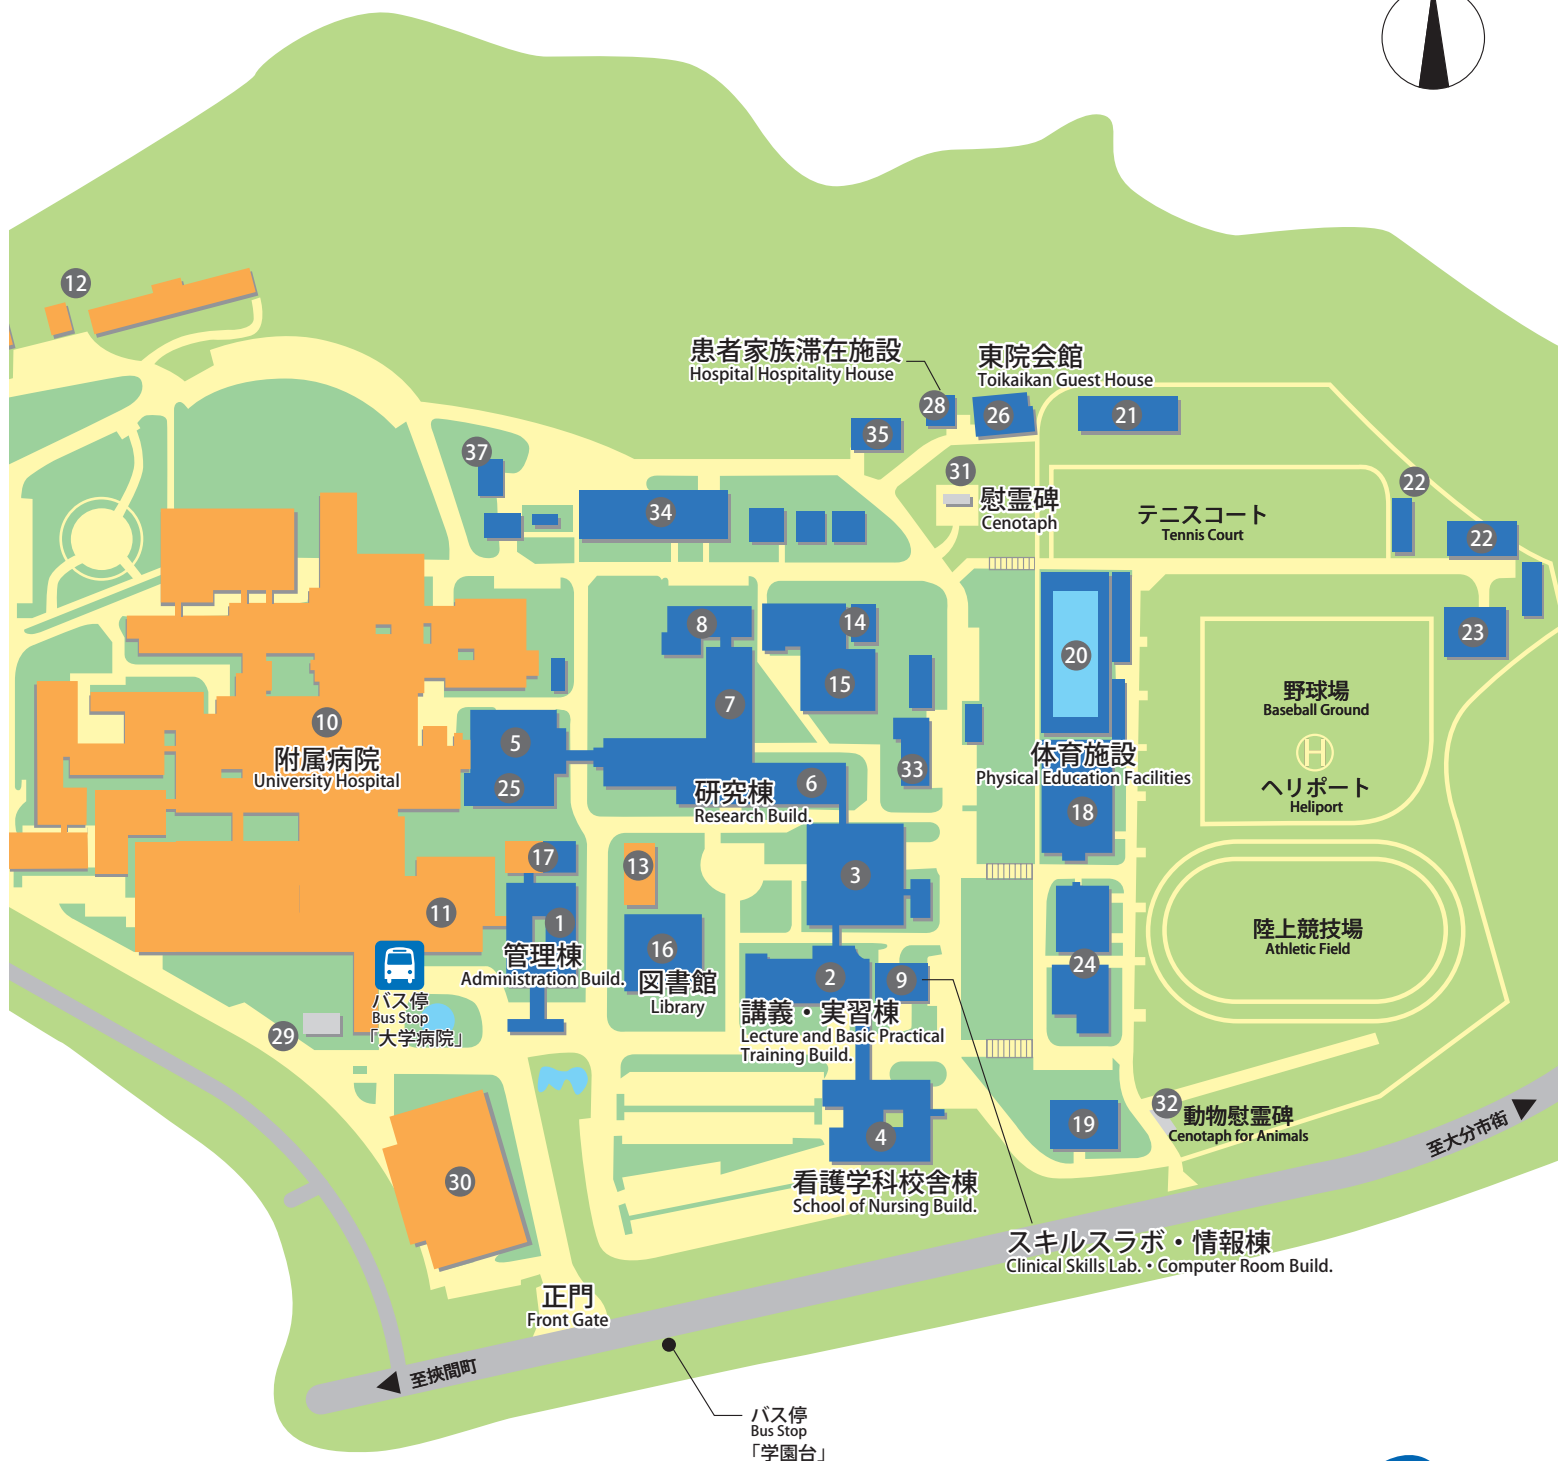 12
患者家族滞在施設
Hospital Hospitality House
東院会館
Toikaikan Guest House
28
26
21
35
37
31
慰霊碑
Cenotaph
22
34
テニスコート
Tennis Court
22
8
14
23
20
15
7
野球場
Baseball Ground
10
附属病院
University Hospital
5
25
体育施設
Physical Education Facilities
33
6
研究棟
Research Build.
ヘリポート
Heliport
18
17
13
3
11
1
管理棟
Administration Build.
16
図書館
Library
陸上競技場
Athletic Field
24
2
9
講義・実習棟
Lecture and Basic Practical
Training Build.
バス停
Bus Stop
「大学病院」
29
32
動物慰霊碑
Cenotaph for Animals
19
4
至大分市街
看護学科校舎棟
School of Nursing Build.
30
スキルスラボ・情報棟
Clinical Skills Lab.・Computer Room Build.
正門
Front Gate
至挾間町
バス停
Bus Stop
「学園台」